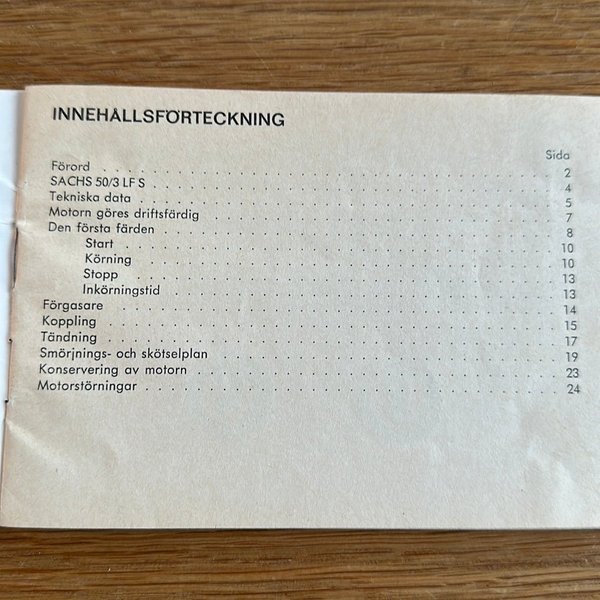 INNEHÅLLSFÖRTECKNING
Sida
Förord . . . . . . . . . . . . . . . . . . . . . . . . . . . . 2
SACHS 50/3 LF S . . . . . . . . . . . . . . . . . . . . . . . . . . . . 4
Tekniska data . . . . . . . . . . . . . . . . . . . . . . . . . . . . 5
Motorn göres driftsfärdig . . . . . . . . . . . . . . . . . . . . . . . . 7
Den första färden . . . . . . . . . . . . . . . . . . . . . . . . . . 8
Start . . . . . . . . . . . . . . . . . . . . . . . . . . . . 10
Körning . . . . . . . . . . . . . . . . . . . . . . . . . . . . 10
Stopp . . . . . . . . . . . . . . . . . . . . . . . . . . . . 13
Inkörningstid . . . . . . . . . . . . . . . . . . . . . . . . . . 13
Förgasare . . . . . . . . . . . . . . . . . . . . . . . . . . . . 14
Koppling . . . . . . . . . . . . . . . . . . . . . . . . . . . . 15
Tändning . . . . . . . . . . . . . . . . . . . . . . . . . . . . 17
Smörjnings- och skötselplan . . . . . . . . . . . . . . . . . . . . . . 19
Konservering av motorn . . . . . . . . . . . . . . . . . . . . . . . . 23
Motorstörningar . . . . . . . . . . . . . . . . . . . . . . . . . . 24